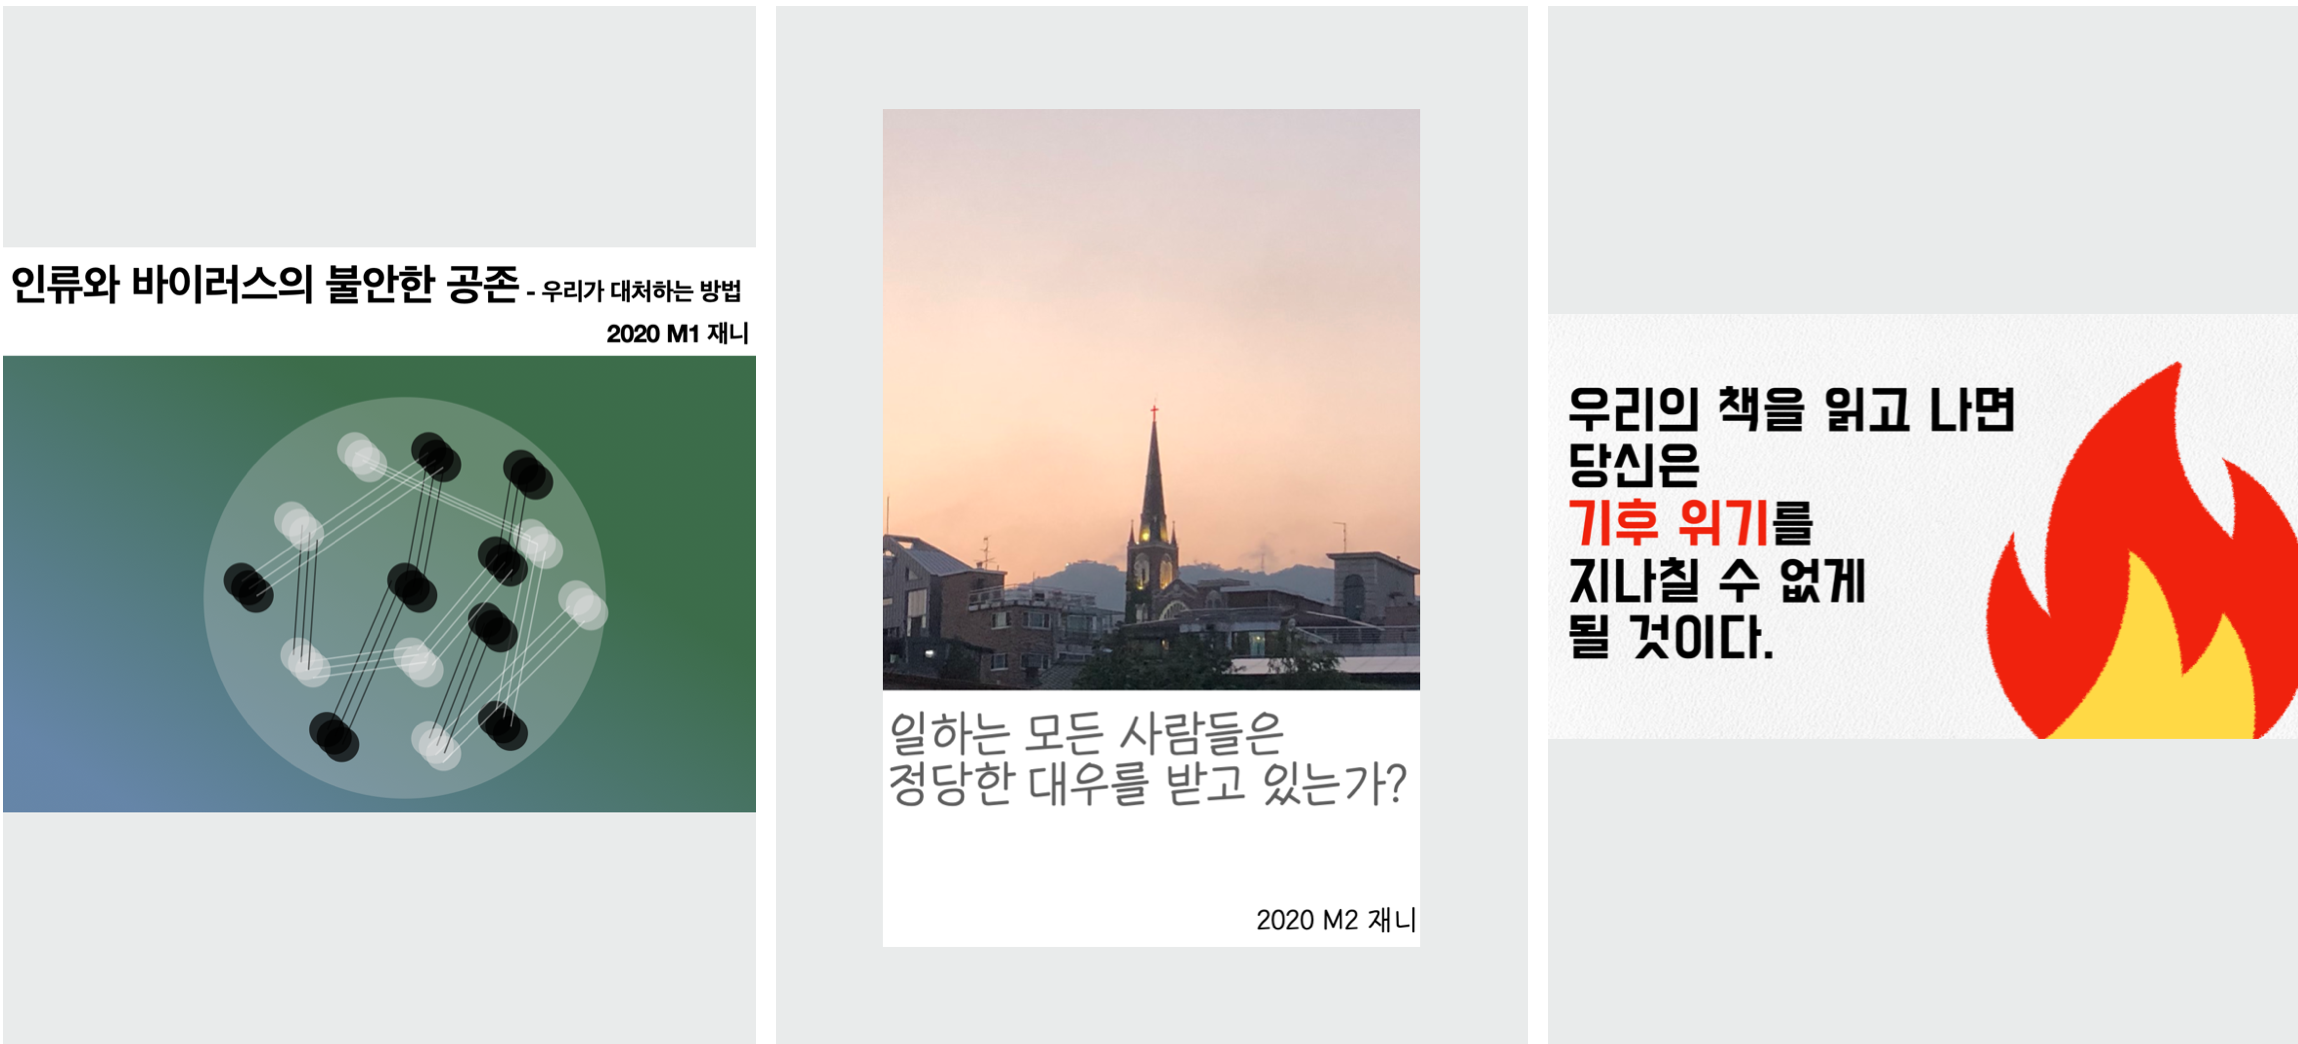 인류와 바이러스의 불안한 공존 - 우리가 대처하는 방법
2020 M1 재니
일하는 모든 사람들은
정당한 대우를 받고 있는가?
2020 M2 재니
우리의 책을 읽고 나면
당신은
기후 위기를
지나칠 수 없게
될 것이다.